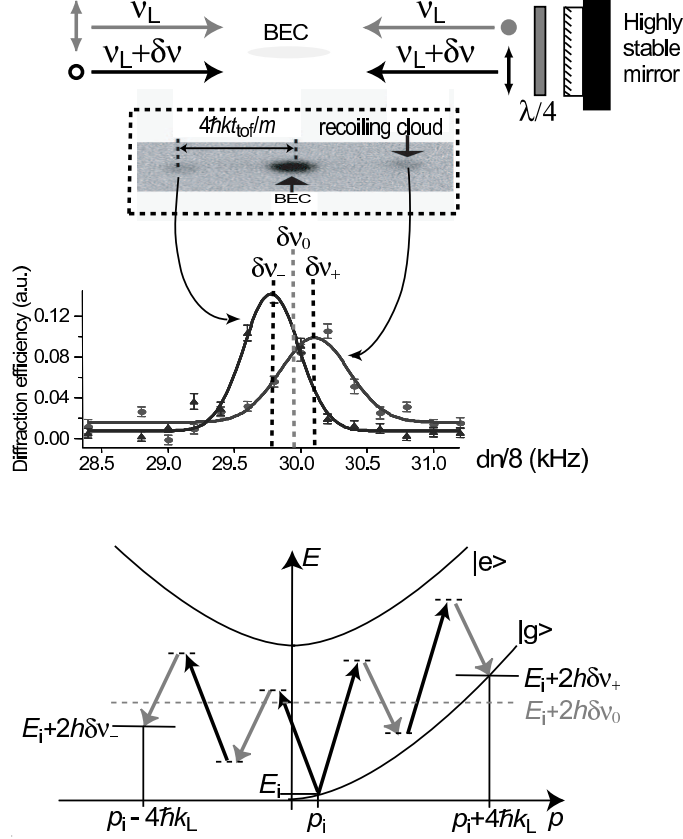 ν_L
ν_L
BEC
ν_L+δν
ν_L+δν
Highly
stable
mirror
λ/4
4ħkt_tof/m
recoiling cloud
BEC
δν_0
δν_-
δν_+
Diffraction efficiency (a.u.)
0.12
0.08
0.04
0.00
28.5 29.0 29.5 30.0 30.5 31.0 dn/8 (kHz)
E
|e>
|g>
E_i+2hδν_+
E_i+2hδν_0
E_i+2hδν_-
E_i
p_i-4ħk_L p_i p_i+4ħk_L p